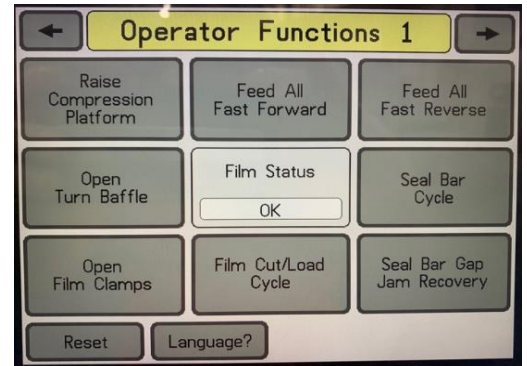 Operator Functions 1
Raise
Compression
Platform
Feed All
Fast Forward
Feed All
Fast Reverse
Open
Turn Baffle
Film Status
OK
Seal Bar
Cycle
Open
Film Clamps
Film Cut/Load
Cycle
Seal Bar Gap
Jam Recovery
Reset
Language?